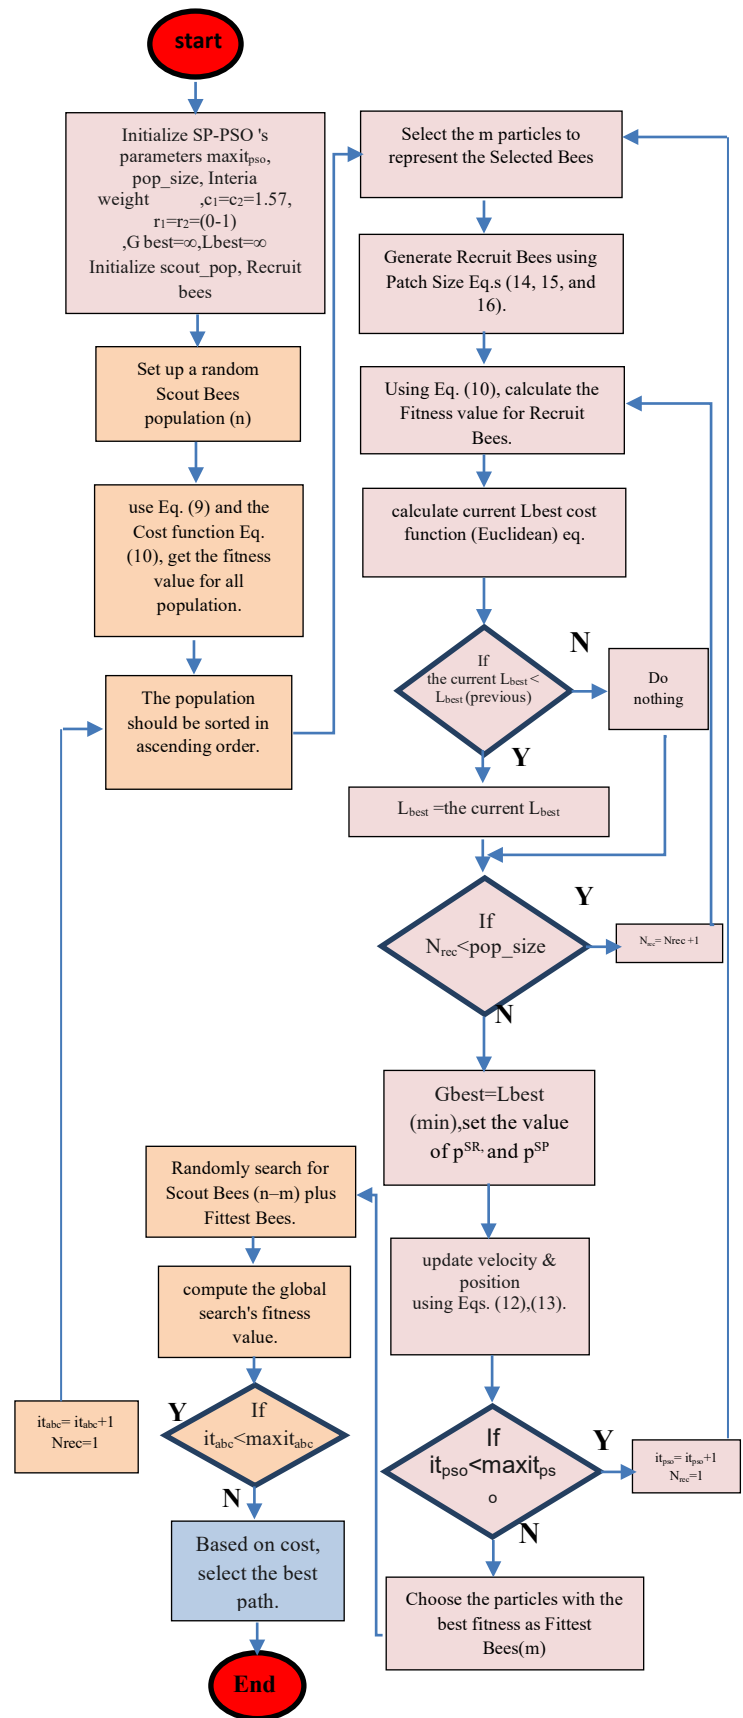 start
Initialize SP-PSO 's
parameters maxitpso,
pop_size, Interia
weight ,c1=c2=1.57,
r1=r2=(0-1)
,G best=∞,Lbest=∞
Initialize scout_pop, Recruit
bees
Set up a random
Scout Bees
population (n)
use Eq. (9) and the
Cost function Eq.
(10), get the fitness
value for all
population.
The population
should be sorted in
ascending order.
Select the m particles to
represent the Selected Bees
Generate Recruit Bees using
Patch Size Eq.s (14, 15, and
16).
Using Eq. (10), calculate the
Fitness value for Recruit
Bees.
calculate current Lbest cost
function (Euclidean) eq.
If
the current Lbest <
Lbest (previous)
N
Do
nothing
Y
Lbest =the current Lbest
If
Nrec<pop_size
Y
Nrec= Nrec +1
N
Gbest=Lbest
(min),set the value
of pSR, and pSP
update velocity &
position
using Eqs. (12),(13).
If
itpso<maxitps
o
Y
itpso= itpso+1
Nrec=1
N
Choose the particles with the
best fitness as Fittest
Bees(m)
Randomly search for
Scout Bees (n–m) plus
Fittest Bees.
compute the global
search's fitness
value.
If
itabc<maxitabc
Y
itabc= itabc+1
Nrec=1
N
Based on cost,
select the best
path.
End